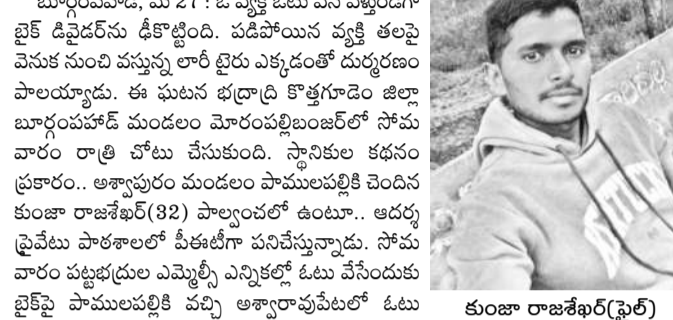 బూర్గంపహాడ్, మే 27 : ఓ వ్యక్తి ఓటు వేసి వెళ్తుండగా
బైక్ డివైడర్‌ను ఢీకొట్టింది. పడిపోయిన వ్యక్తి తలపై
వెనుక నుంచి వస్తున్న లారీ టైరు ఎక్కడంతో దుర్మరణం
పాలయ్యాడు. ఈ ఘటన భద్రాద్రి కొత్తగూడెం జిల్లా
బూర్గంపహాడ్ మండలం మోరంపల్లిబంజర్‌లో సోమ
వారం రాత్రి చోటు చేసుకుంది. స్థానికుల కథనం
ప్రకారం.. అశ్వాపురం మండలం పాములపల్లికి చెందిన
కుంజా రాజశేఖర్(32) పాల్వంచలో ఉంటూ.. ఆదర్శ
ప్రైవేటు పాఠశాలలో పీఈటీగా పనిచేస్తున్నాడు. సోమ
వారం పట్టభద్రుల ఎమ్మెల్సీ ఎన్నికల్లో ఓటు వేసేందుకు
బైక్‌పై పాములపల్లికి వచ్చి అశ్వారావుపేటలో ఓటు
కుంజా రాజశేఖర్(ఫైల్)